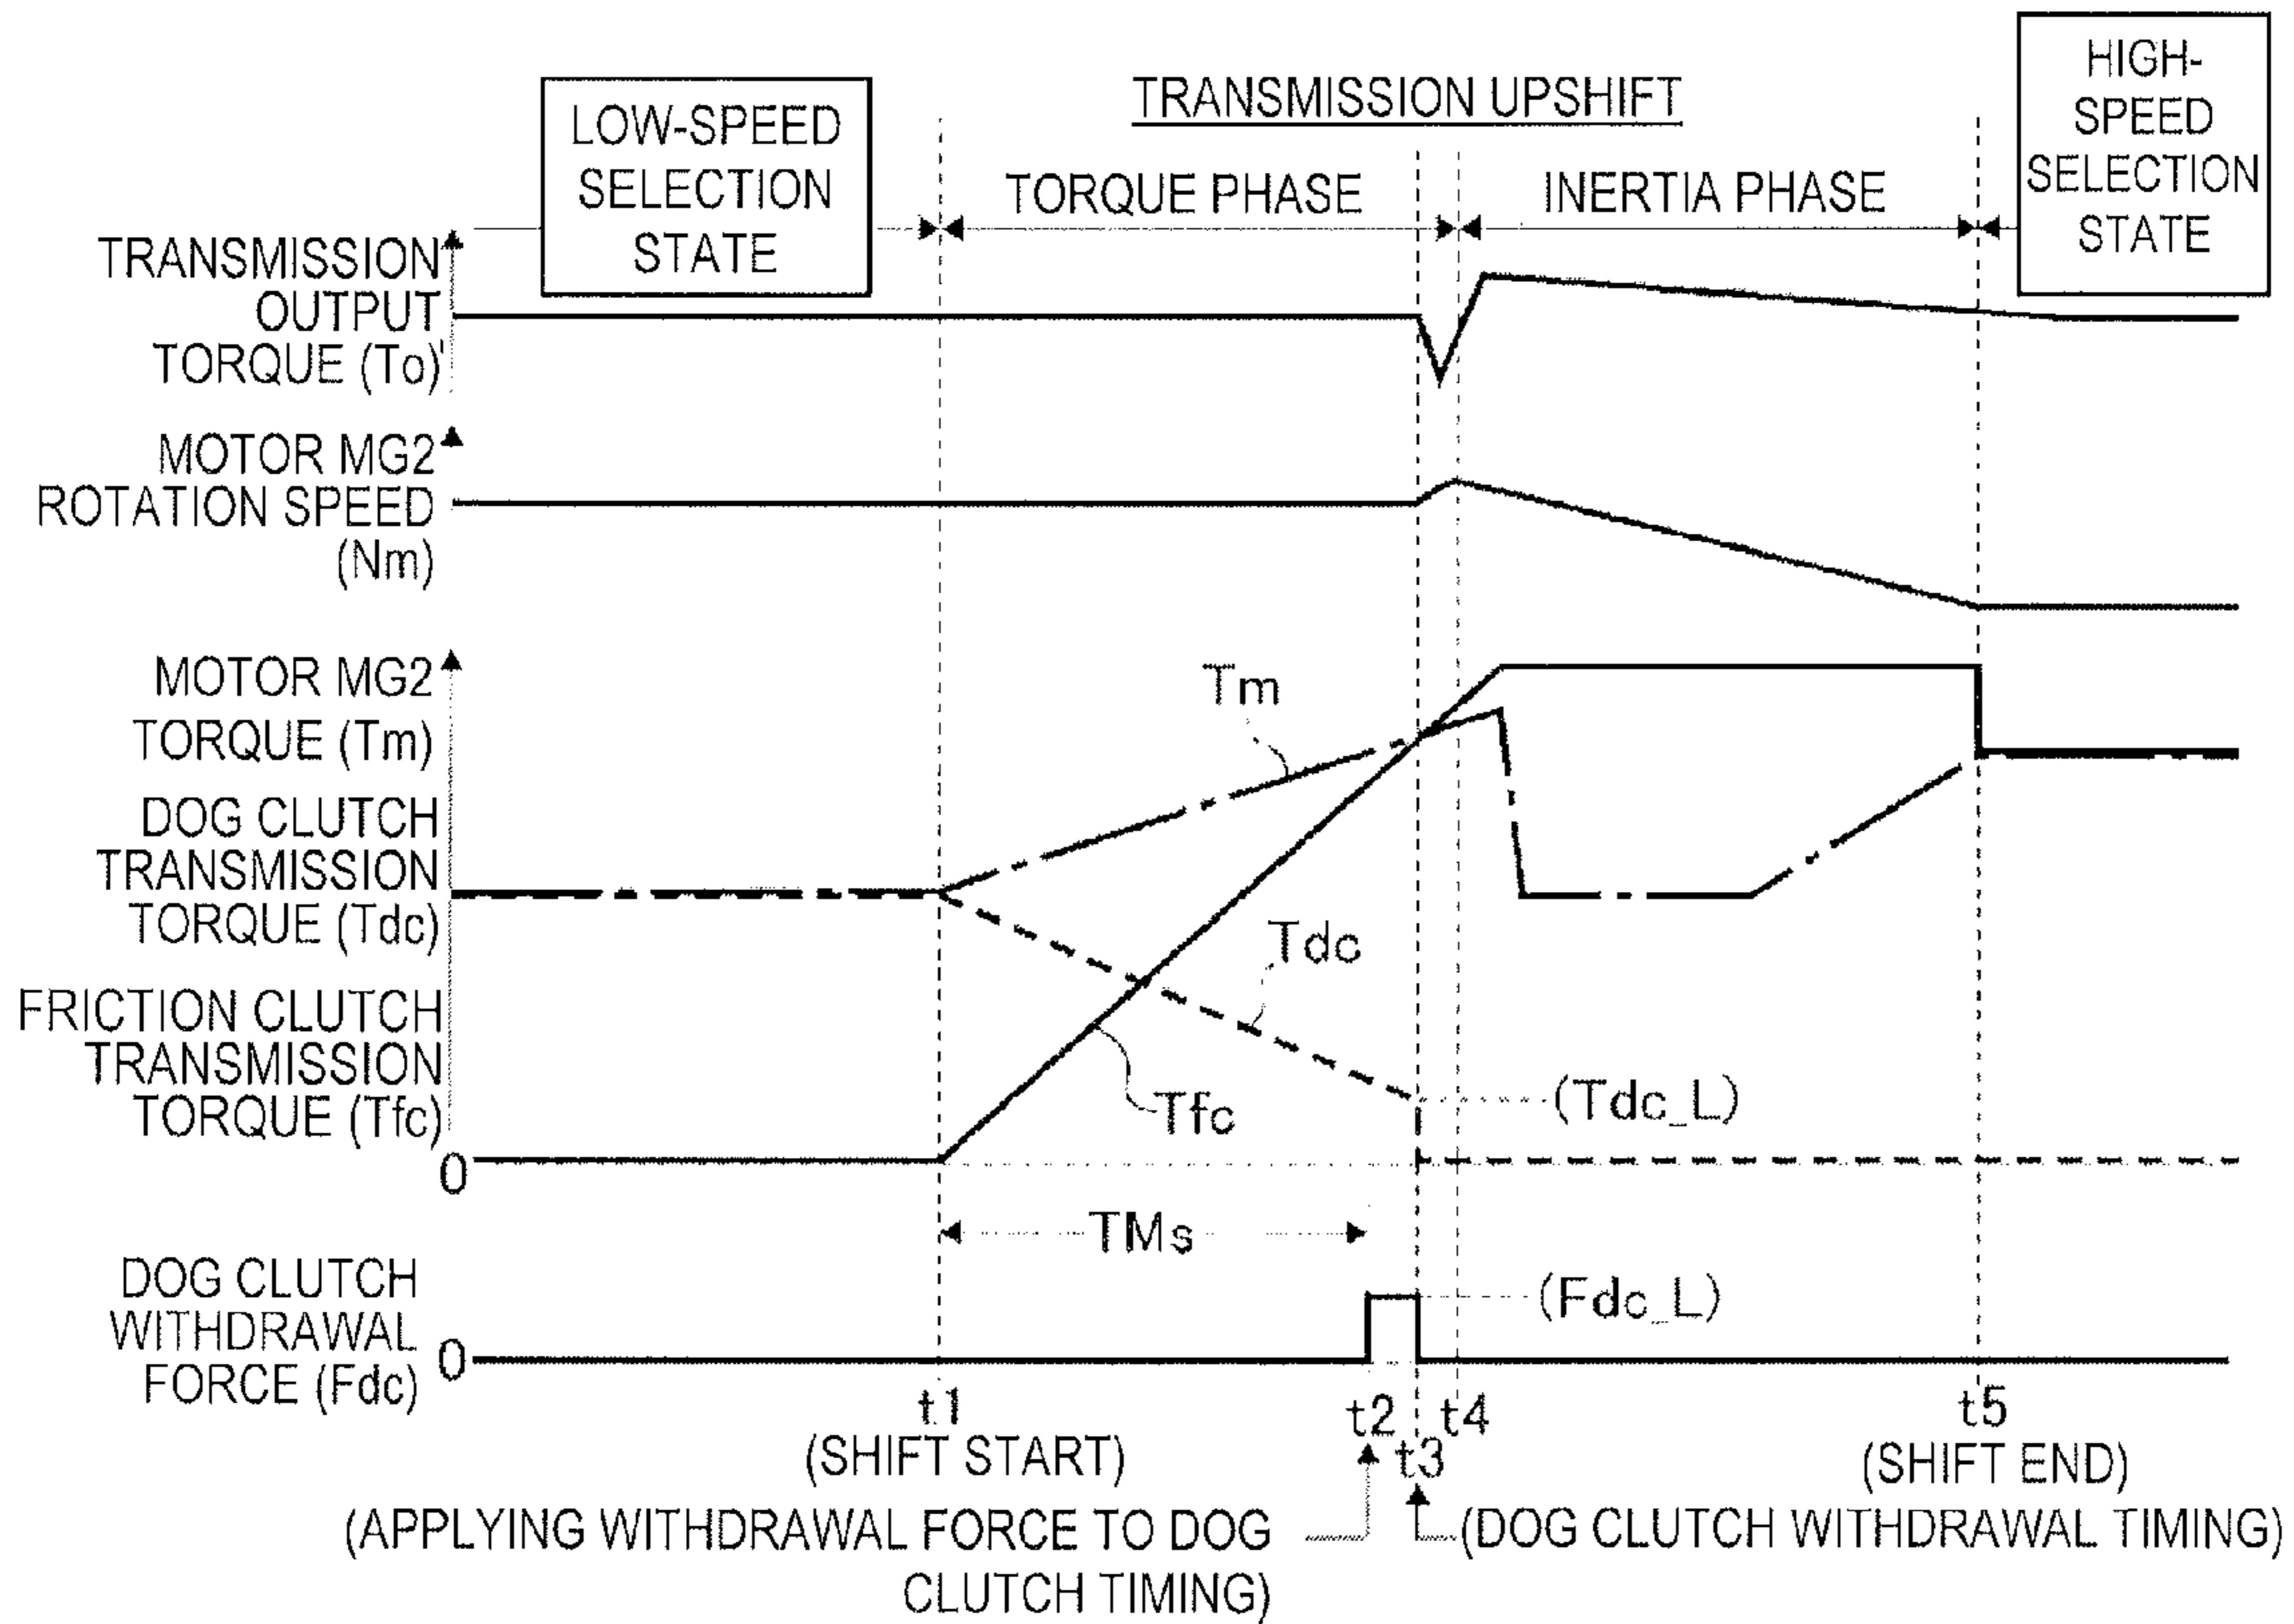 TRANSMISSION UPSHIFT
LOW-SPEED
SELECTION
STATE
HIGH-
SPEED
SELECTION
STATE
TORQUE PHASE
INERTIA PHASE
TRANSMISSION
OUTPUT
TORQUE (To)
MOTOR MG2
ROTATION SPEED
(Nm)
MOTOR MG2
TORQUE (Tm)
DOG CLUTCH
TRANSMISSION
TORQUE (Tdc)
FRICTION CLUTCH
TRANSMISSION
TORQUE (Tfc)
0
Tm
Tdc
Tfc
(Tdc_L)
TMs
DOG CLUTCH
WITHDRAWAL
FORCE (Fdc)
0
(Fdc_L)
t1
t2
t3
t4
t5
(SHIFT START)
(SHIFT END)
(APPLYING WITHDRAWAL FORCE TO DOG
CLUTCH TIMING)
(DOG CLUTCH WITHDRAWAL TIMING)